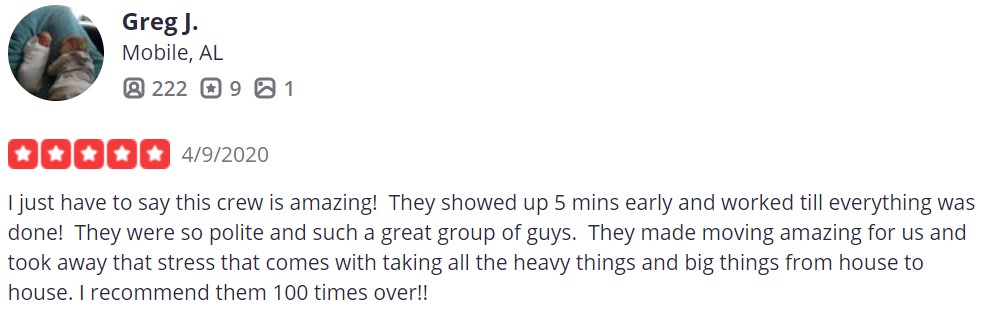 Greg J.
Mobile, AL
222 9 1
4/9/2020
I just have to say this crew is amazing!  They showed up 5 mins early and worked till everything was
done!  They were so polite and such a great group of guys.  They made moving amazing for us and
took away that stress that comes with taking all the heavy things and big things from house to
house. I recommend them 100 times over!!